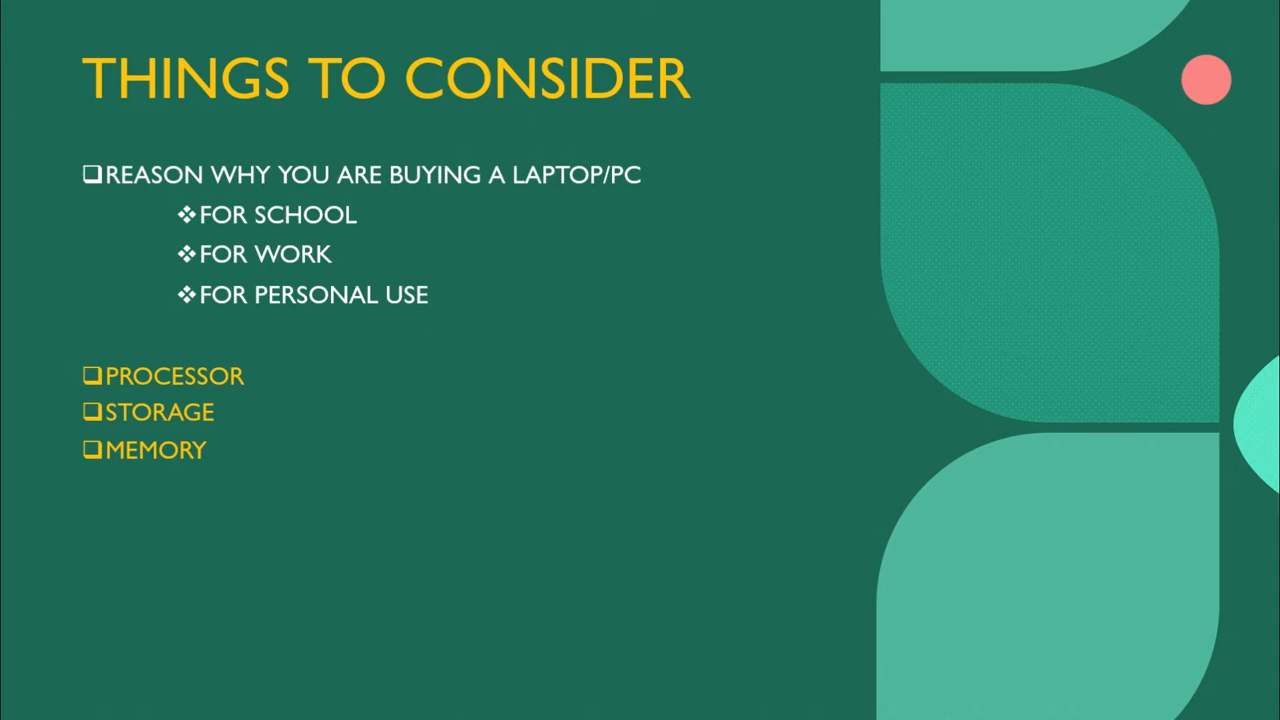 THINGS TO CONSIDER
❑REASON WHY YOU ARE BUYING A LAPTOP/PC
❖FOR SCHOOL
❖FOR WORK
❖FOR PERSONAL USE
❑PROCESSOR
❑STORAGE
❑MEMORY